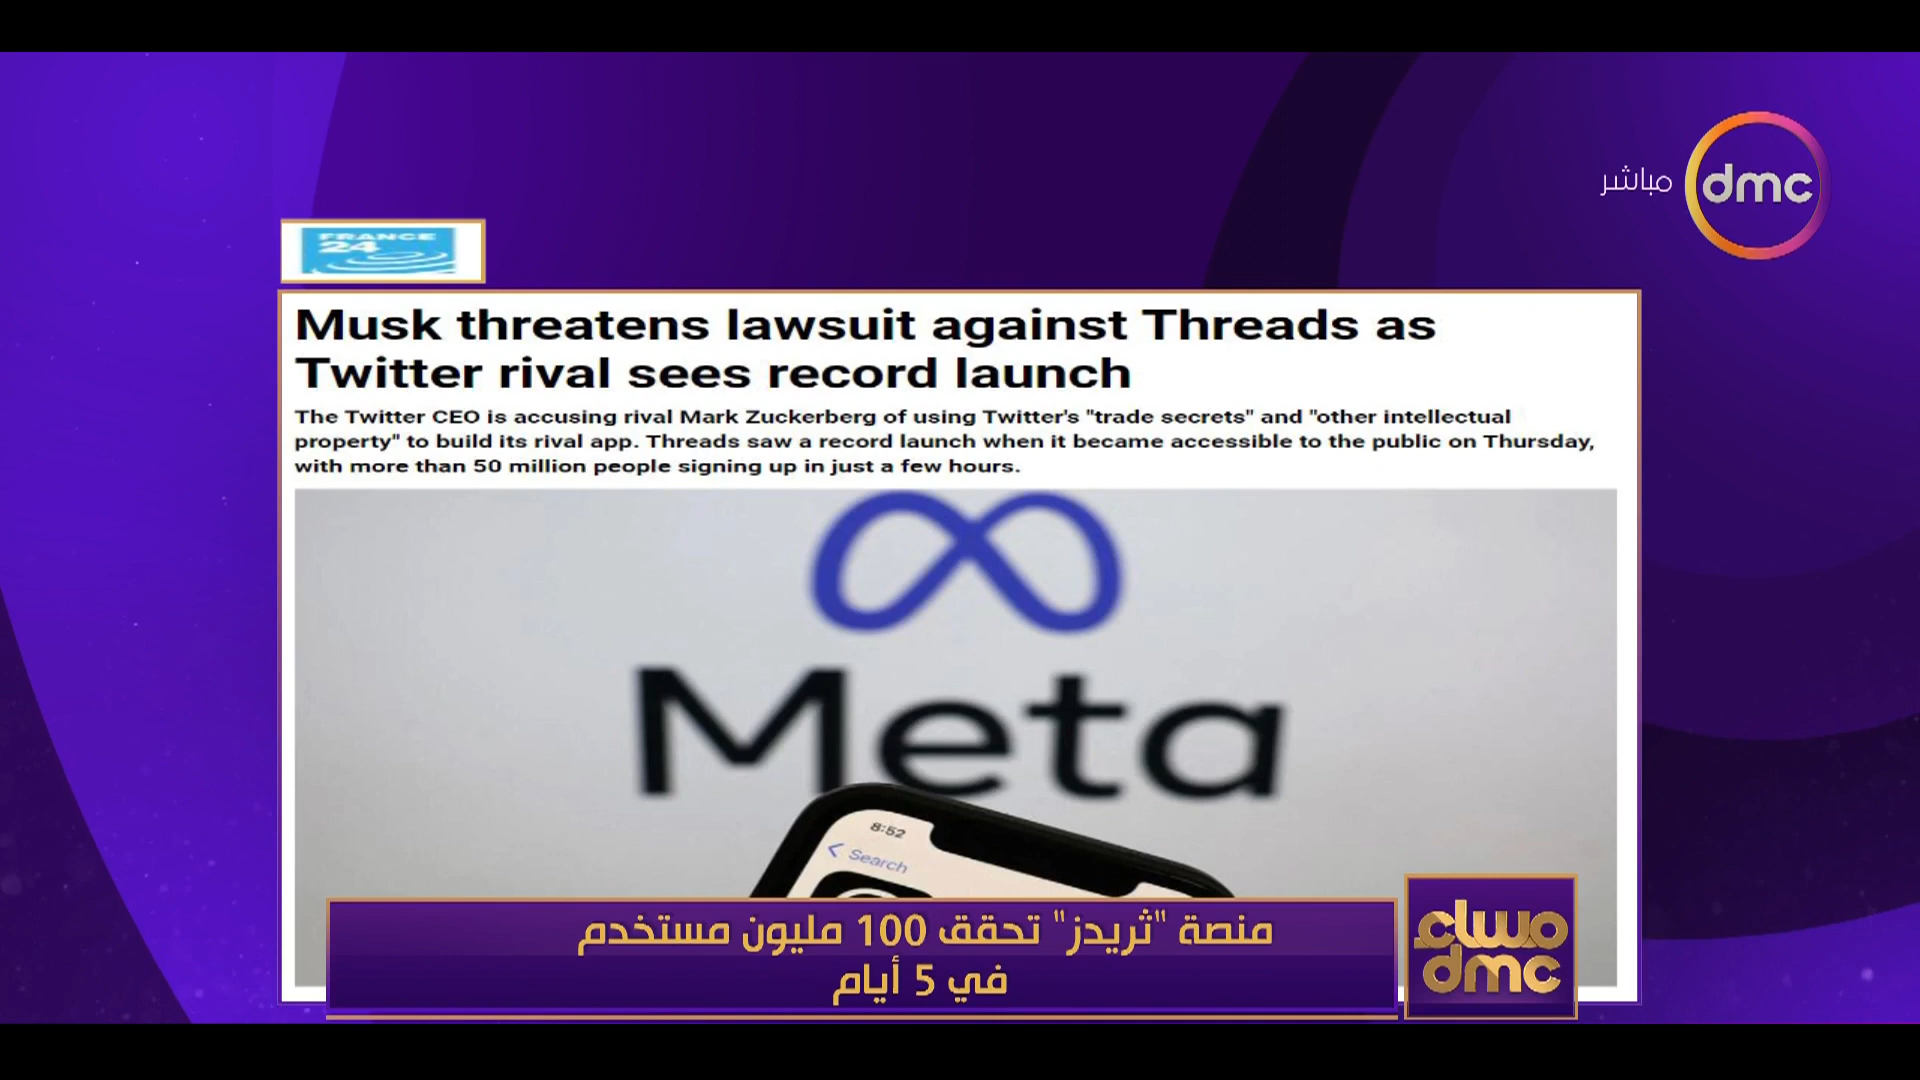 مباشر
dmc
FRANCE
24
Musk threatens lawsuit against Threads as
Twitter rival sees record launch
The Twitter CEO is accusing rival Mark Zuckerberg of using Twitter's "trade secrets" and "other intellectual
property" to build its rival app. Threads saw a record launch when it became accessible to the public on Thursday,
with more than 50 million people signing up in just a few hours.
Meta
8:52
< Search
منصة "ثريدز" تحقق 100 مليون مستخدم
في 5 أيام
مساء
dmc